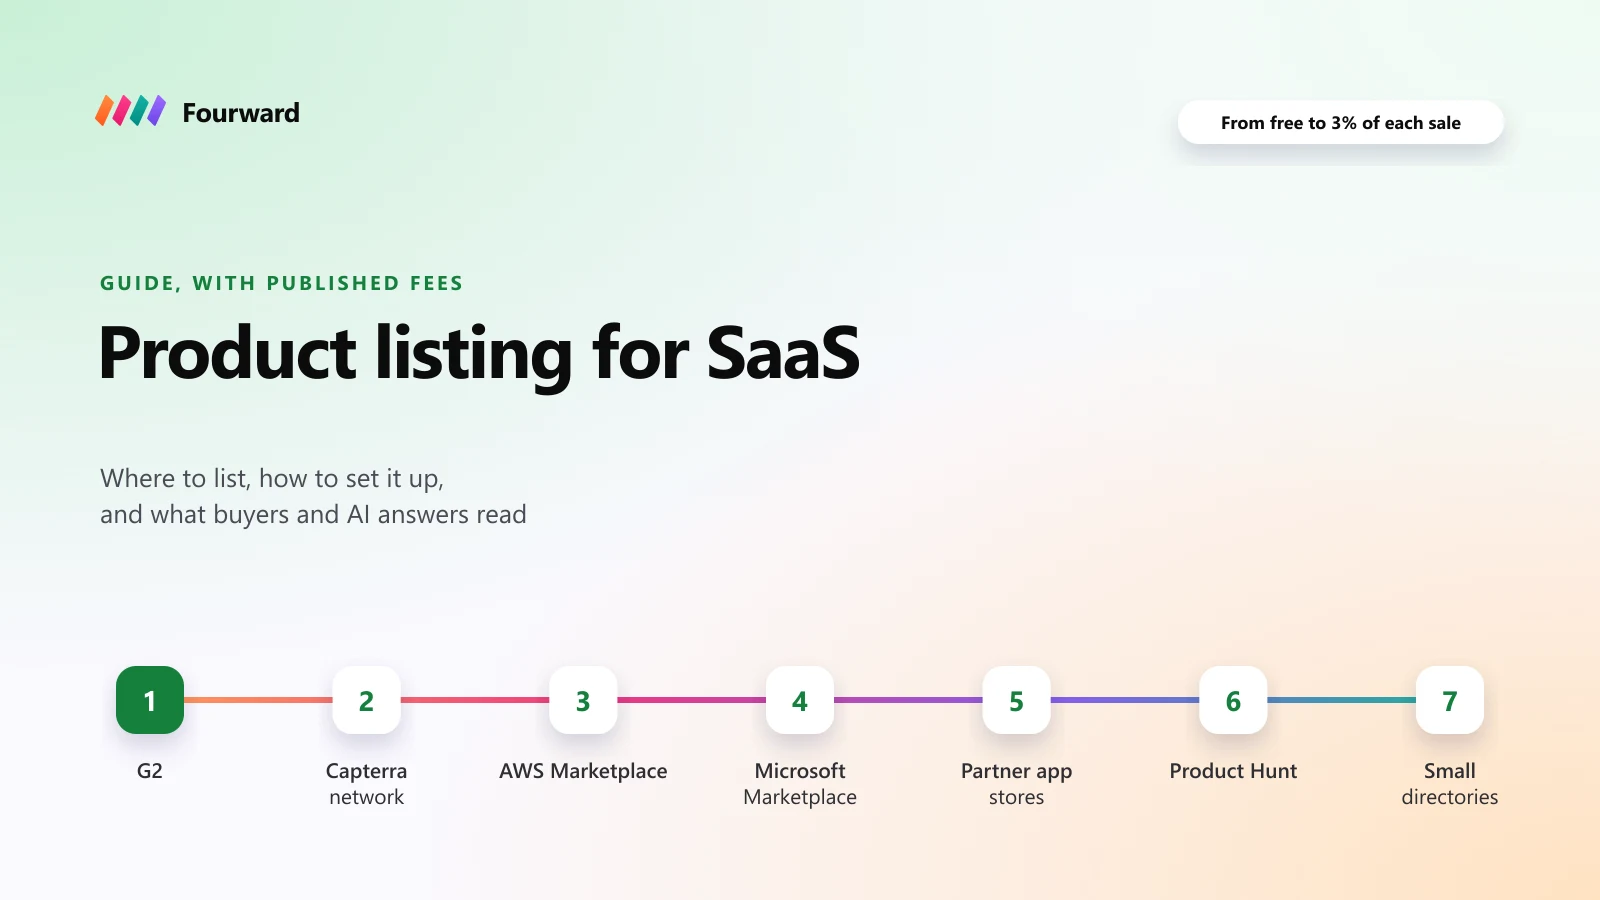 Fourward
From free to 3% of each sale
GUIDE, WITH PUBLISHED FEES
Product listing for SaaS
Where to list, how to set it up,
and what buyers and AI answers read
1
G2
2
Capterra
network
3
AWS Marketplace
4
Microsoft
Marketplace
5
Partner app
stores
6
Product Hunt
7
Small
directories